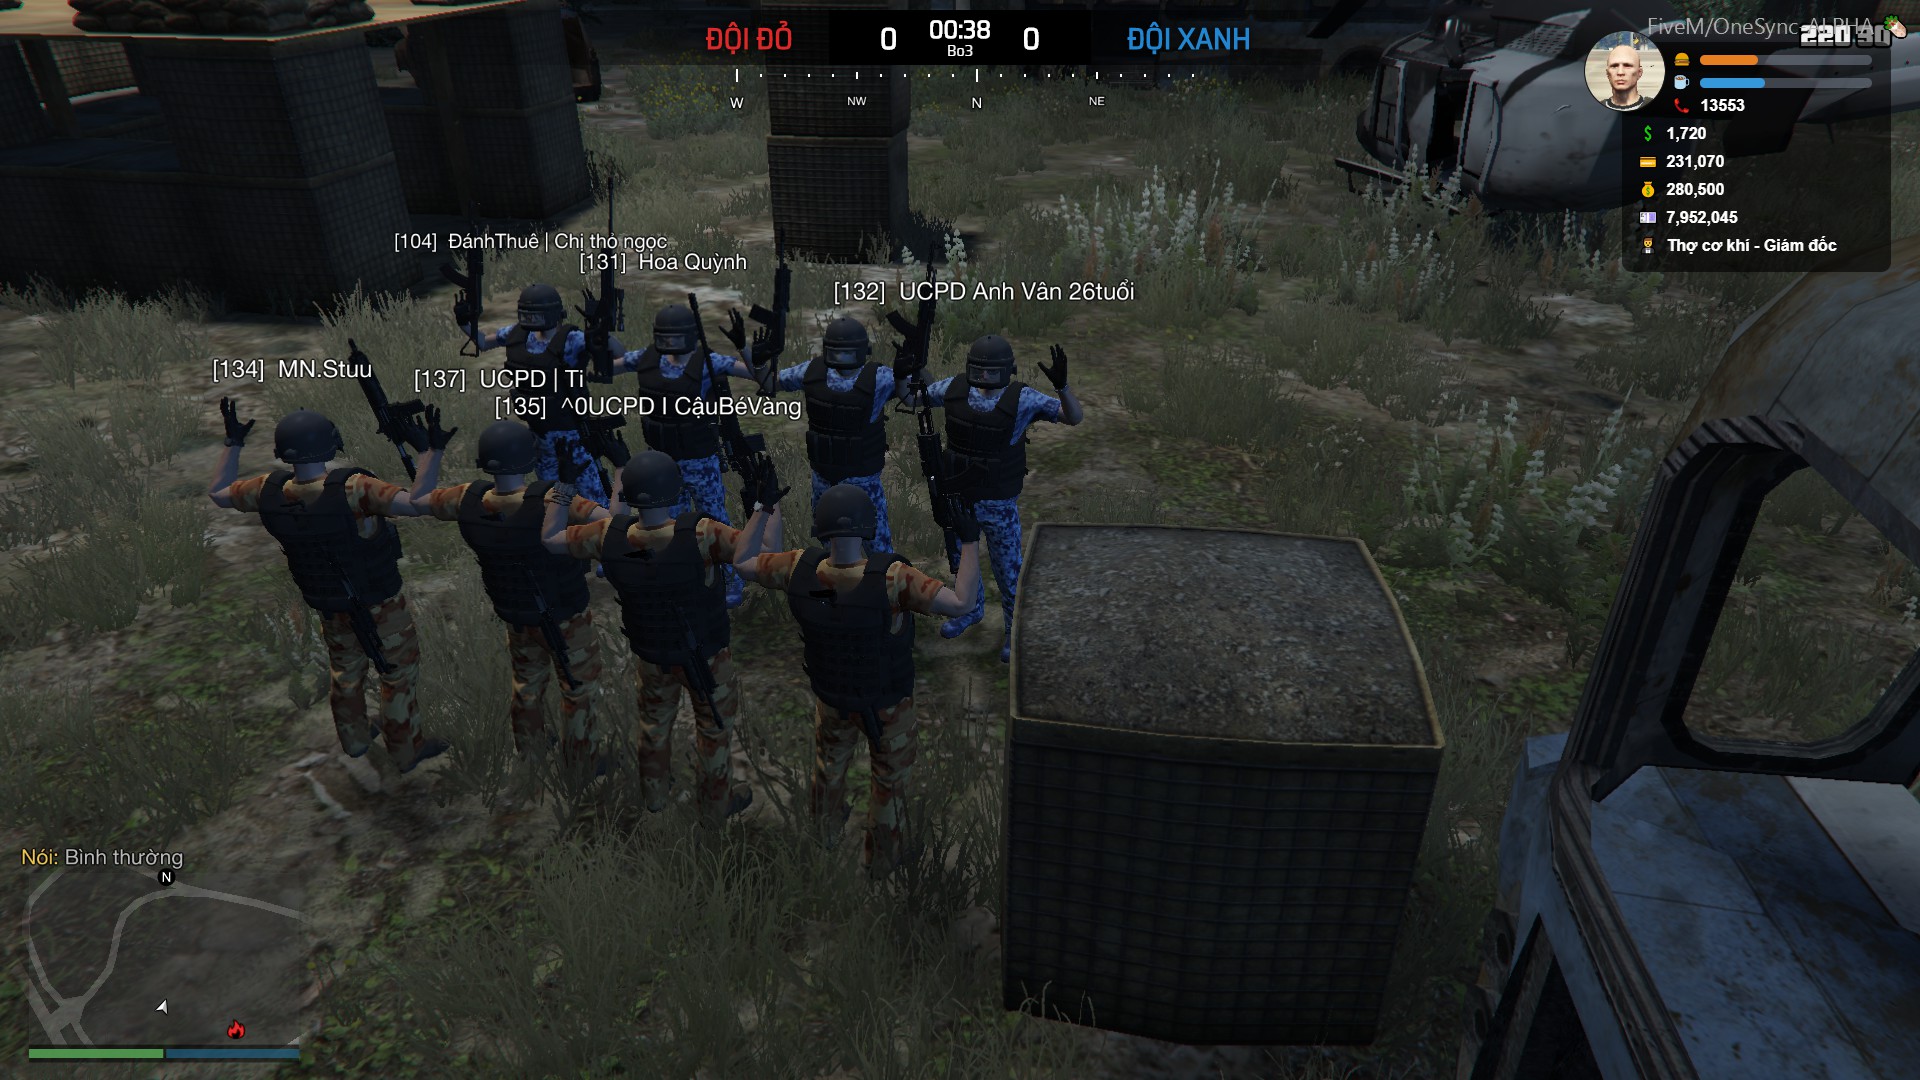 ĐỘI ĐỎ 0 00:38 0 ĐỘI XANH
Bo3
W NW N NE
FiveM/OneSync-ALPHA
220
13553
1,720
231,070
280,500
7,952,045
Thợ cơ khí - Giám đốc
[104] ĐánhThuê | Chị thỏ ngọc
[131] Hoa Quỳnh
[132] UCPD Anh Vân 26tuổi
[134] MN.Stuu
[137] UCPD | Ti
[135] ^0UCPD I CậuBéVàng
Nói: Bình thường
N